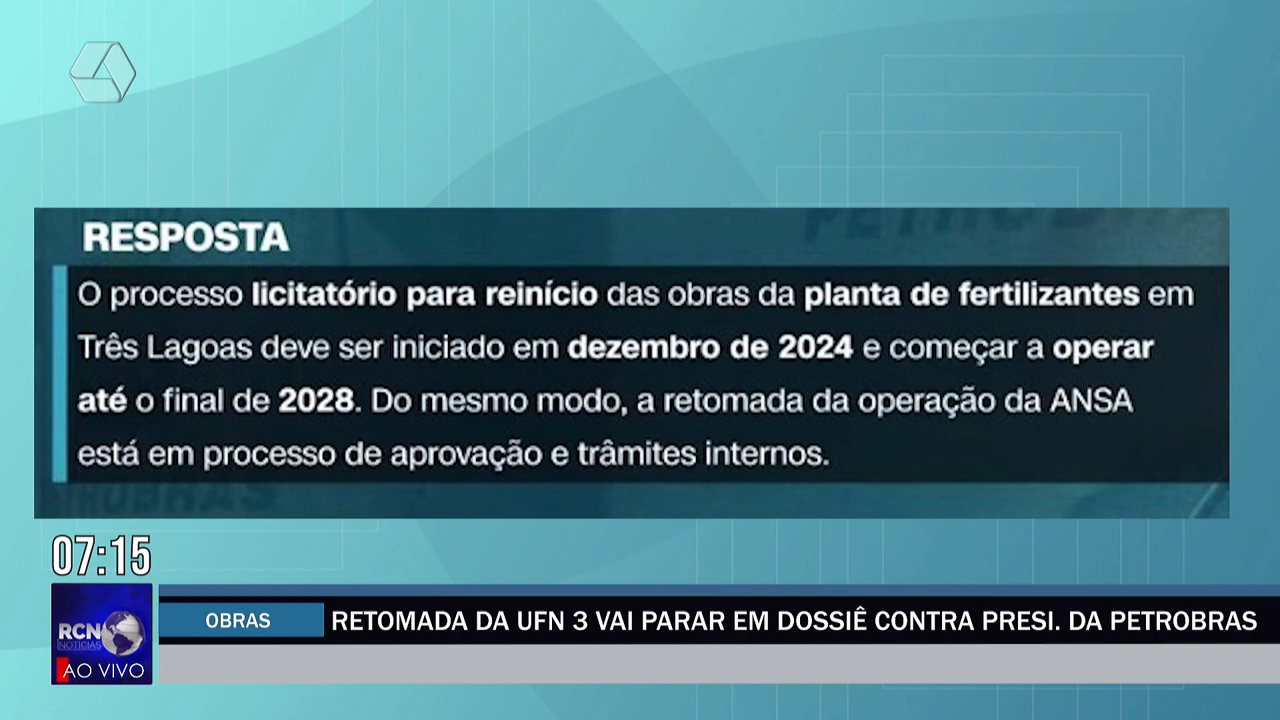 RESPOSTA
O processo licitatório para reinício das obras da planta de fertilizantes em
Três Lagoas deve ser iniciado em dezembro de 2024 e começar a operar
até o final de 2028. Do mesmo modo, a retomada da operação da ANSA
está em processo de aprovação e trâmites internos.
07:15
RCN
NOTÍCIAS
AO VIVO
OBRAS
RETOMADA DA UFN 3 VAI PARAR EM DOSSIÊ CONTRA PRESI. DA PETROBRAS